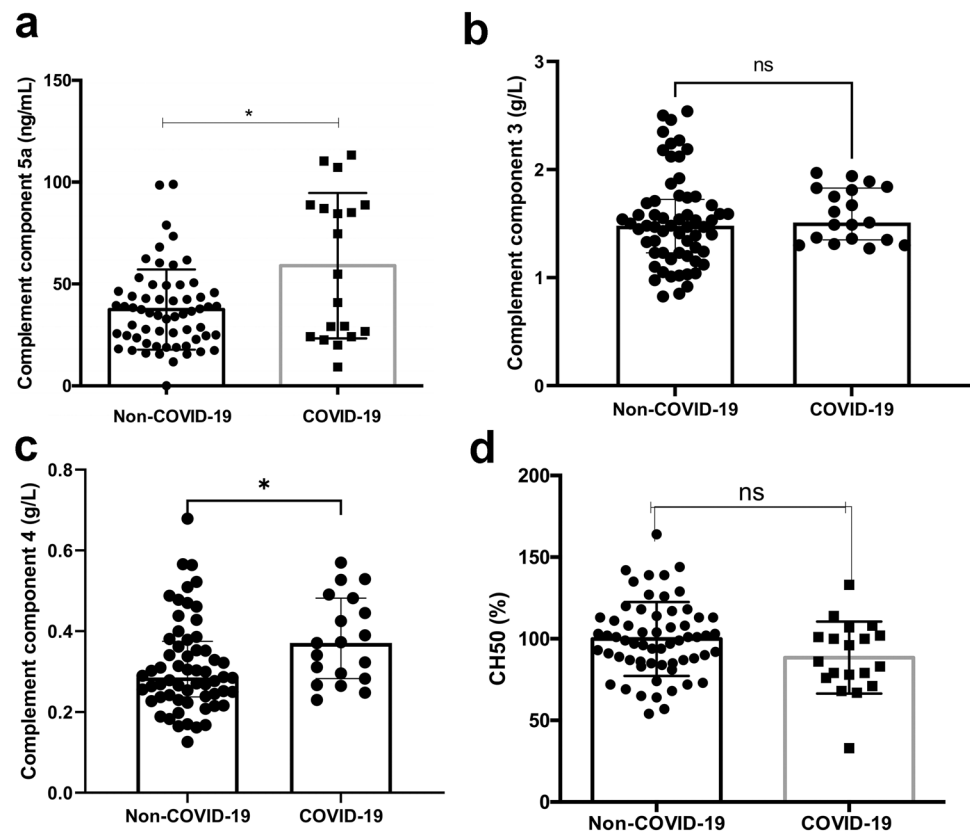 a
Complement component 5a (ng/mL)
150
100
50
0
*
Non-COVID-19 COVID-19
b
Complement component 3 (g/L)
3
2
1
0
ns
Non-COVID-19 COVID-19
c
Complement component 4 (g/L)
0.8
0.6
0.4
0.2
0.0
*
Non-COVID-19 COVID-19
d
CH50 (%)
200
150
100
50
0
ns
Non-COVID-19 COVID-19